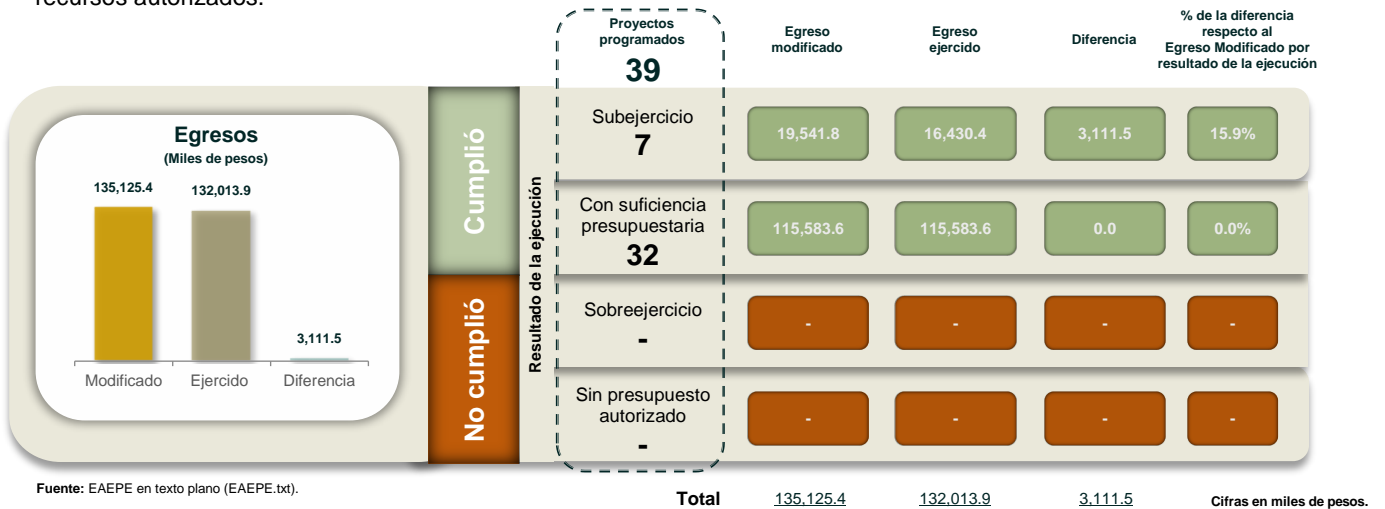 recursos autorizados.
Proyectos
programados
39
Egreso
modificado
Egreso
ejercido
Diferencia
% de la diferencia
respecto al
Egreso Modificado por
resultado de la ejecución
Egresos
(Miles de pesos)
135,125.4
132,013.9
3,111.5
Modificado
Ejercido
Diferencia
Cumplió
No cumplió
Resultado de la ejecución
Subejercicio
7
19,541.8
16,430.4
3,111.5
15.9%
Con suficiencia
presupuestaria
32
115,583.6
115,583.6
0.0
0.0%
Sobreejercicio
-
-
-
-
-
Sin presupuesto
autorizado
-
-
-
-
-
Fuente: EAEPE en texto plano (EAEPE.txt).
Total
135,125.4
132,013.9
3,111.5
Cifras en miles de pesos.